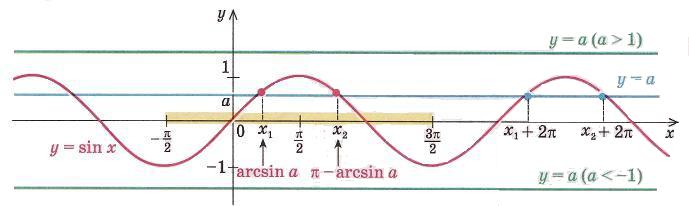 y
y = a (a > 1)
1
y = a
a
−π/2
0
x₁
π/2
x₂
3π/2
x₁ + 2π
x₂ + 2π
x
y = sin x
−1
arcsin a
π − arcsin a
y = a (a < −1)